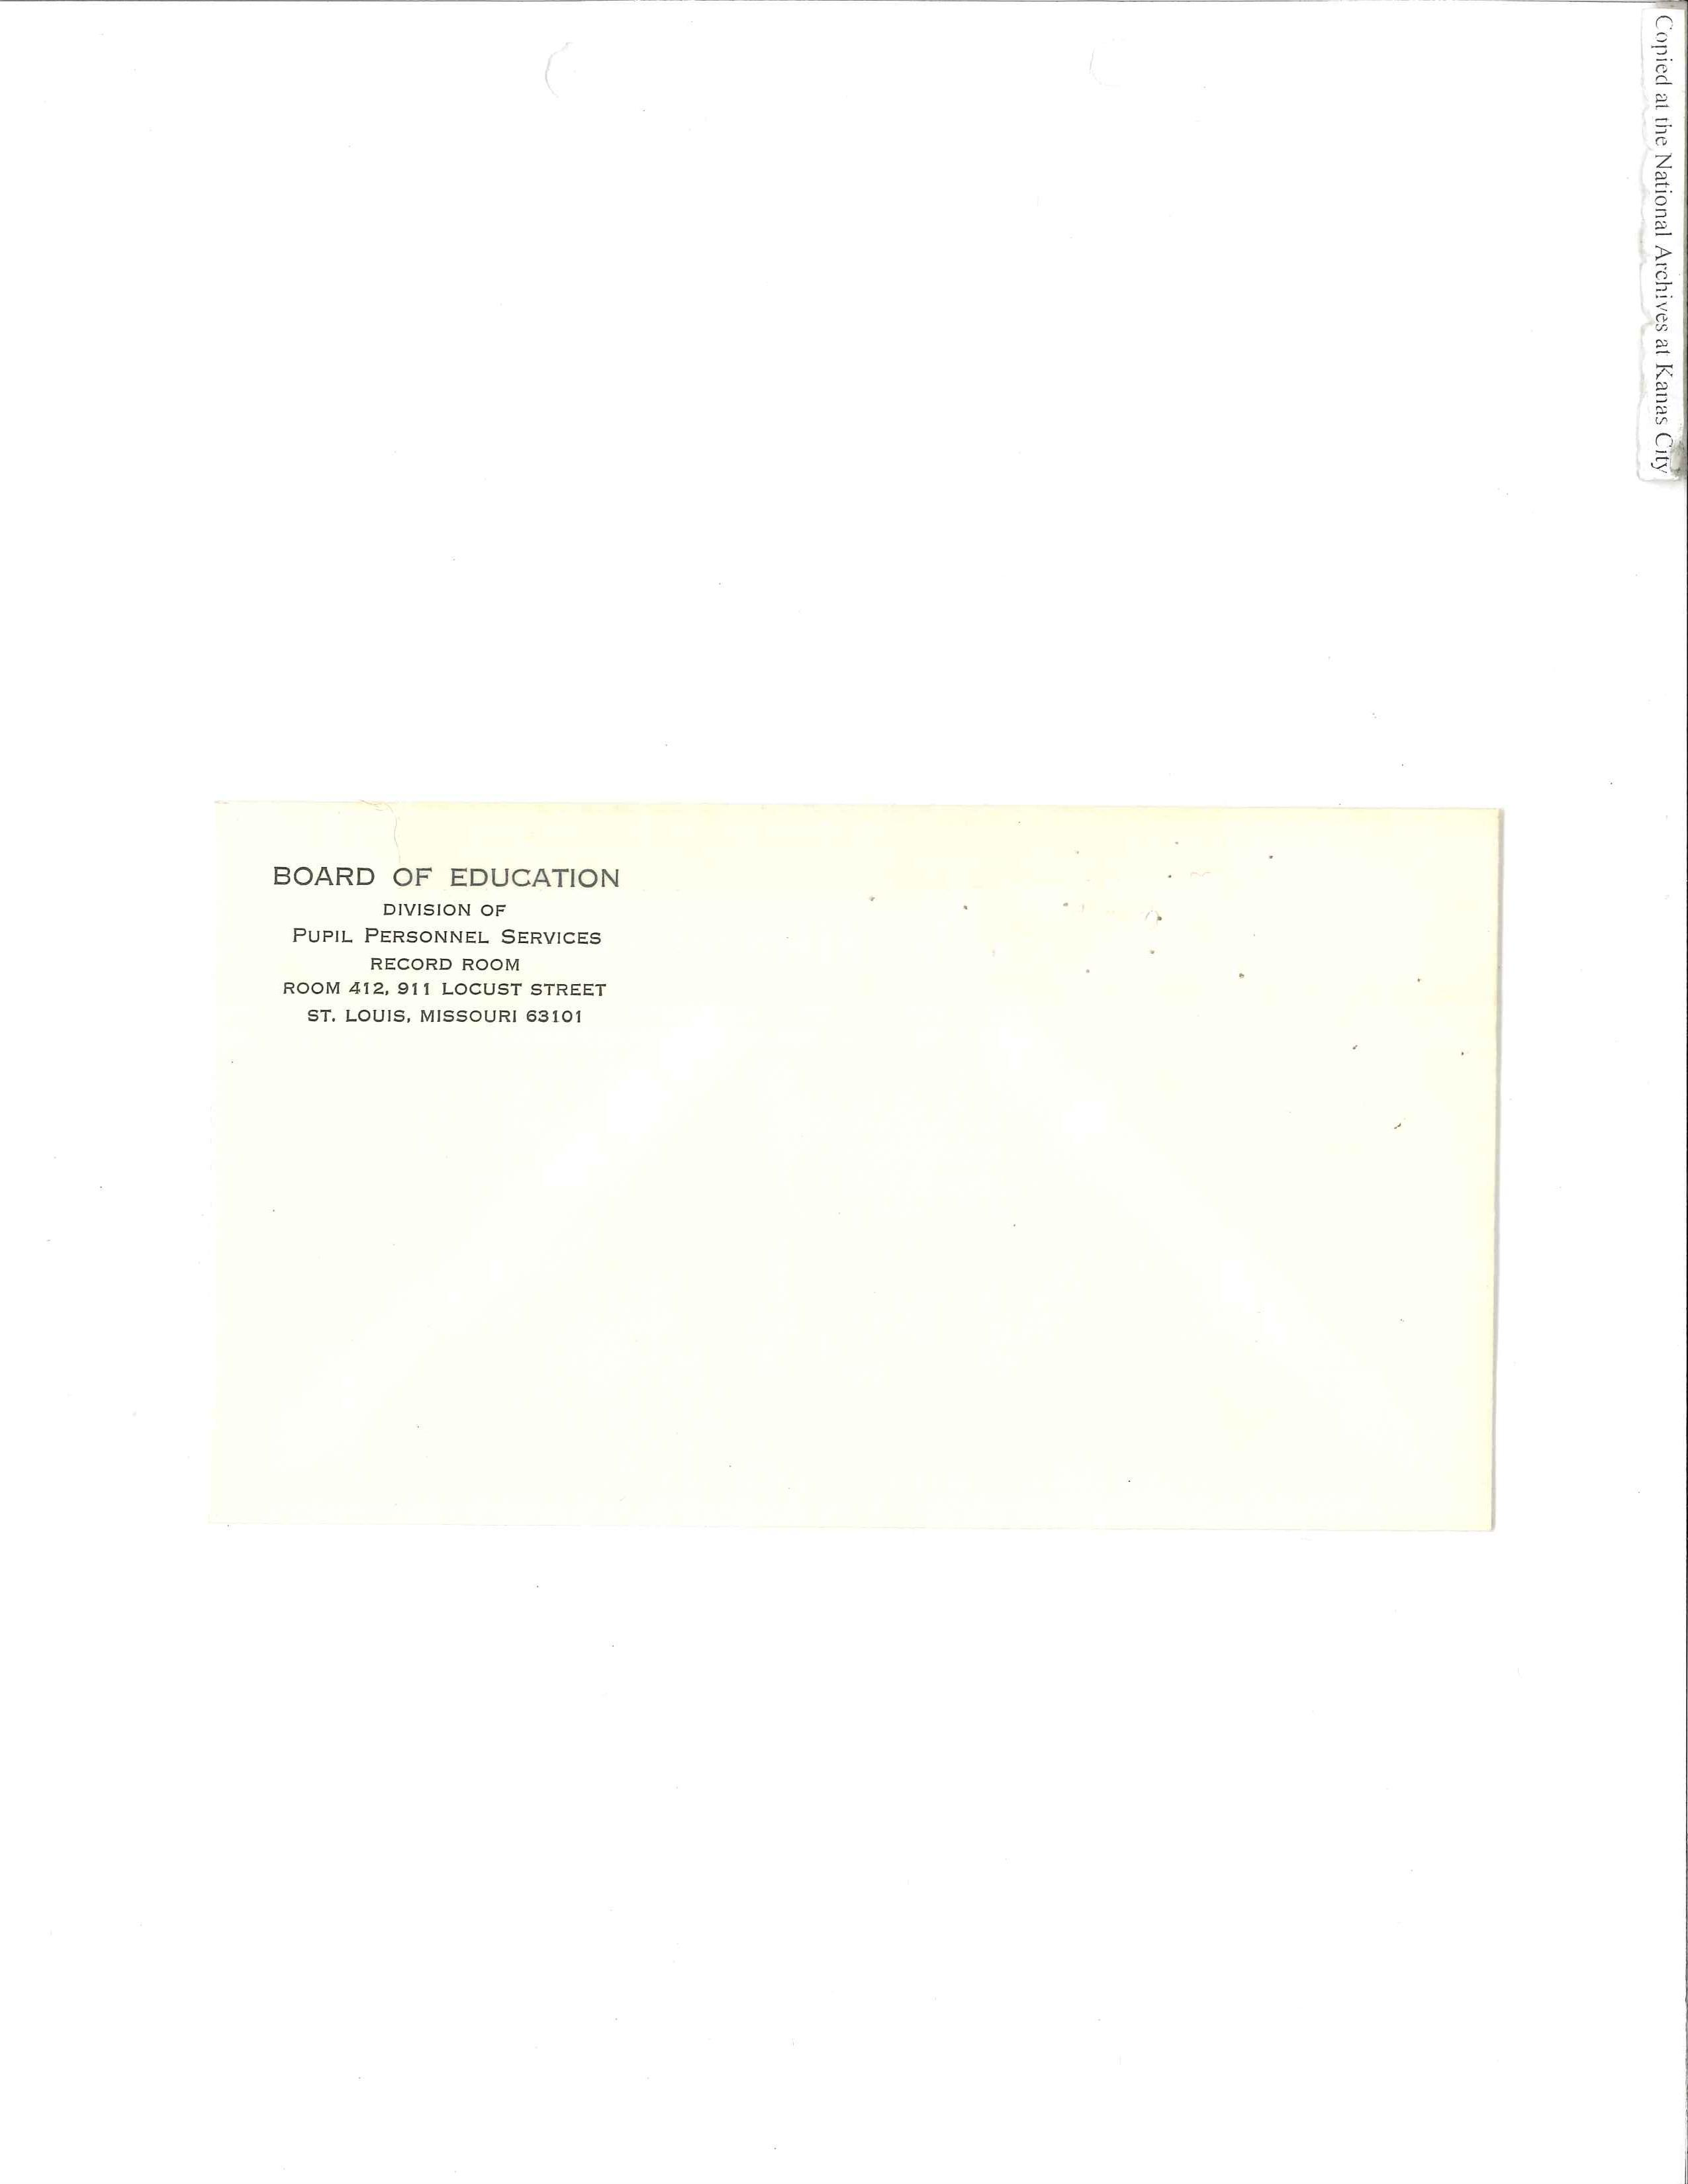 Copied at the National Archives at Kanas City
BOARD OF EDUCATION
DIVISION OF
PUPIL PERSONNEL SERVICES
RECORD ROOM
ROOM 412, 911 LOCUST STREET
ST. LOUIS, MISSOURI 63101